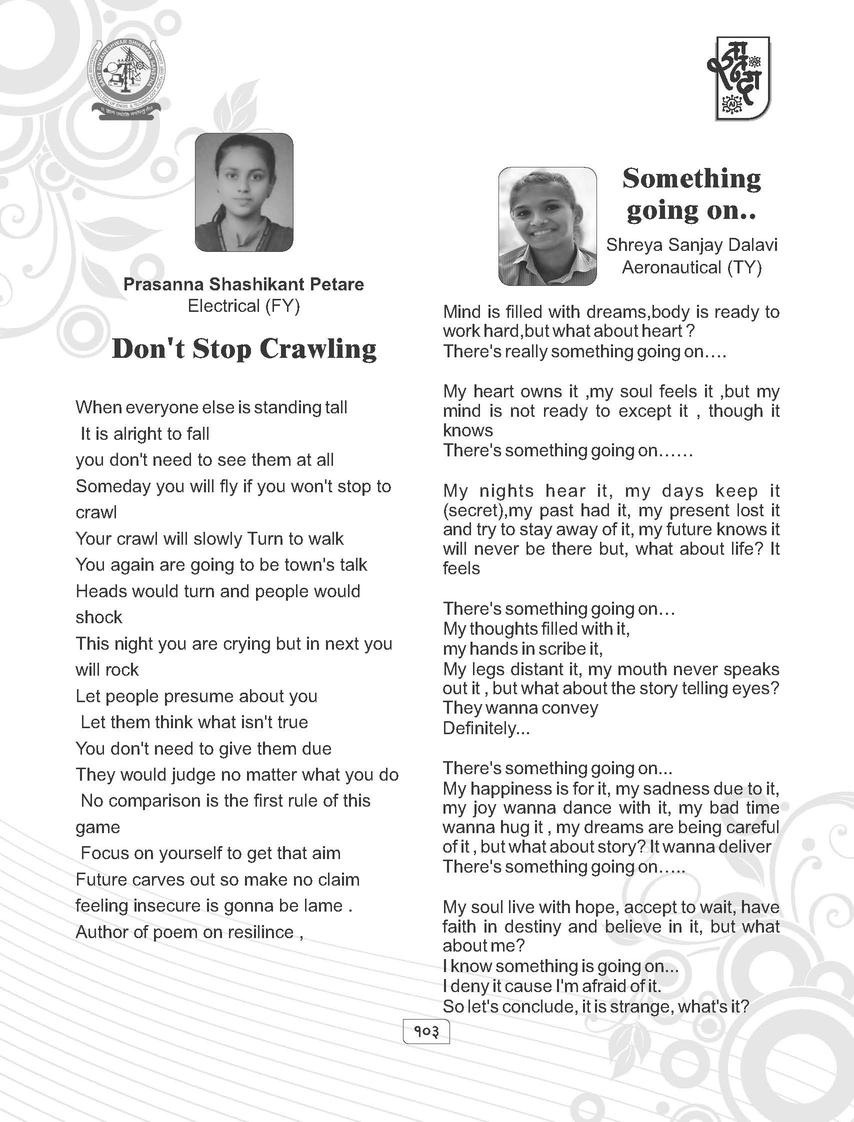 Prasanna Shashikant Petare
Electrical (FY)
Don't Stop Crawling
When everyone else is standing tall
It is alright to fall
you don't need to see them at all
Someday you will fly if you won't stop to
crawl
Your crawl will slowly Turn to walk
You again are going to be town's talk
Heads would turn and people would
shock
This night you are crying but in next you
will rock
Let people presume about you
Let them think what isn't true
You don't need to give them due
They would judge no matter what you do
No comparison is the first rule of this
game
Focus on yourself to get that aim
Future carves out so make no claim
feeling insecure is gonna be lame .
Author of poem on resilince ,
Something
going on..
Shreya Sanjay Dalavi
Aeronautical (TY)
Mind is filled with dreams,body is ready to
work hard,but what about heart ?
There's really something going on….
My heart owns it ,my soul feels it ,but my
mind is not ready to except it , though it
knows
There's something going on……
My nights hear it, my days keep it
(secret),my past had it, my present lost it
and try to stay away of it, my future knows it
will never be there but, what about life? It
feels
There's something going on…
My thoughts filled with it,
my hands in scribe it,
My legs distant it, my mouth never speaks
out it , but what about the story telling eyes?
They wanna convey
Definitely...
There's something going on...
My happiness is for it, my sadness due to it,
my joy wanna dance with it, my bad time
wanna hug it , my dreams are being careful
of it , but what about story? It wanna deliver
There's something going on…..
My soul live with hope, accept to wait, have
faith in destiny and believe in it, but what
about me?
I know something is going on...
I deny it cause I'm afraid of it.
So let's conclude, it is strange, what's it?
१०३